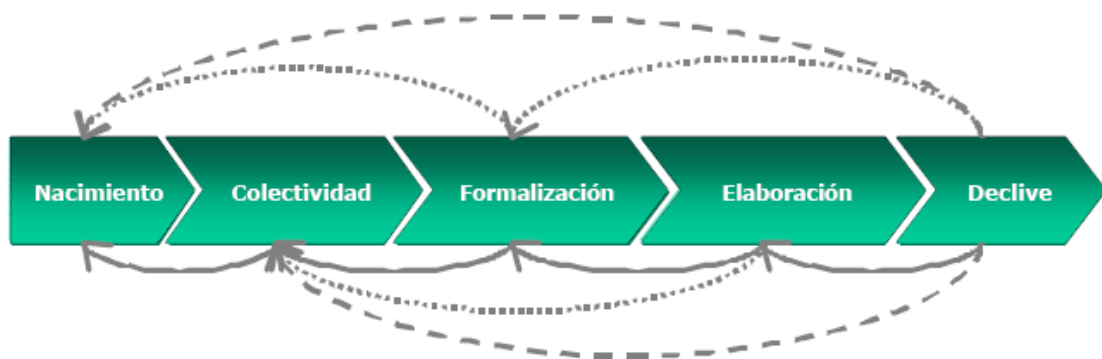 Nacimiento
Colectividad
Formalización
Elaboración
Declive